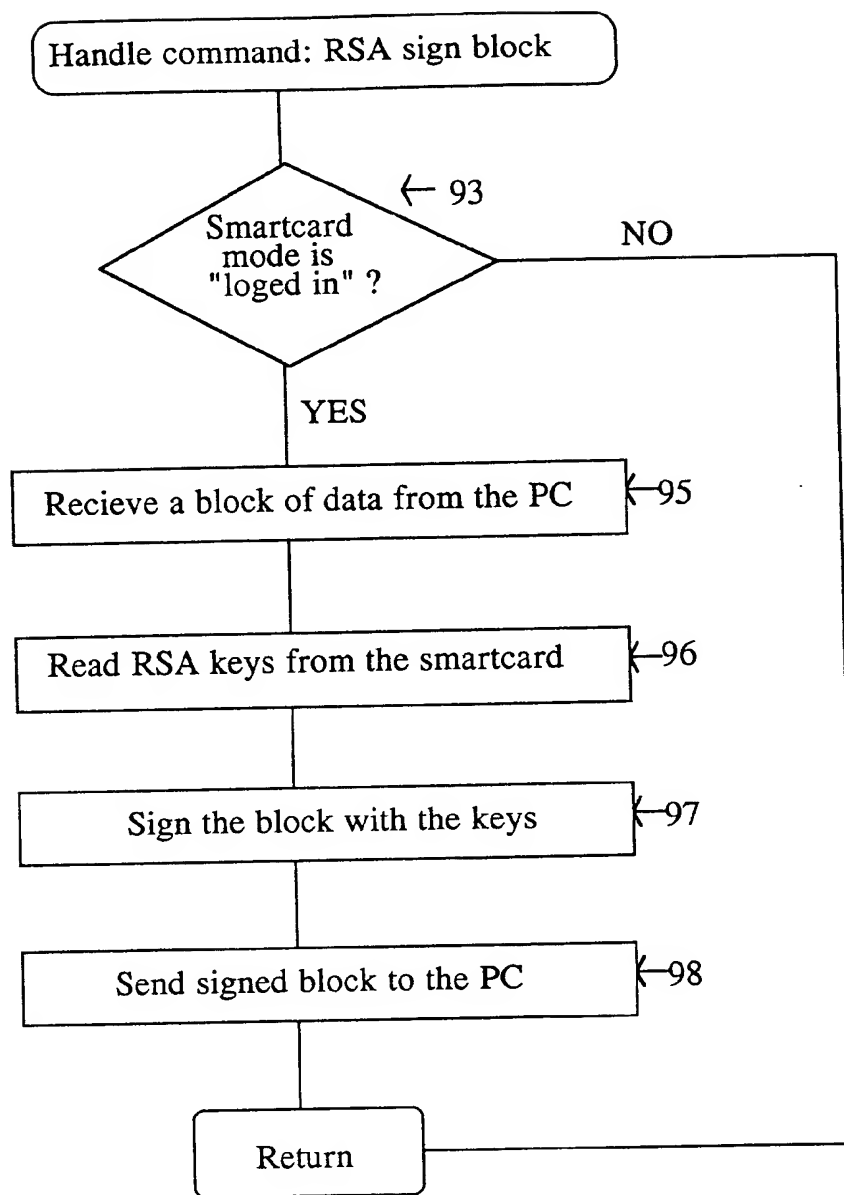 Handle command: RSA sign block
93
Smartcard
mode is
"loged in" ?
NO
YES
Recieve a block of data from the PC
95
Read RSA keys from the smartcard
96
Sign the block with the keys
97
Send signed block to the PC
98
Return